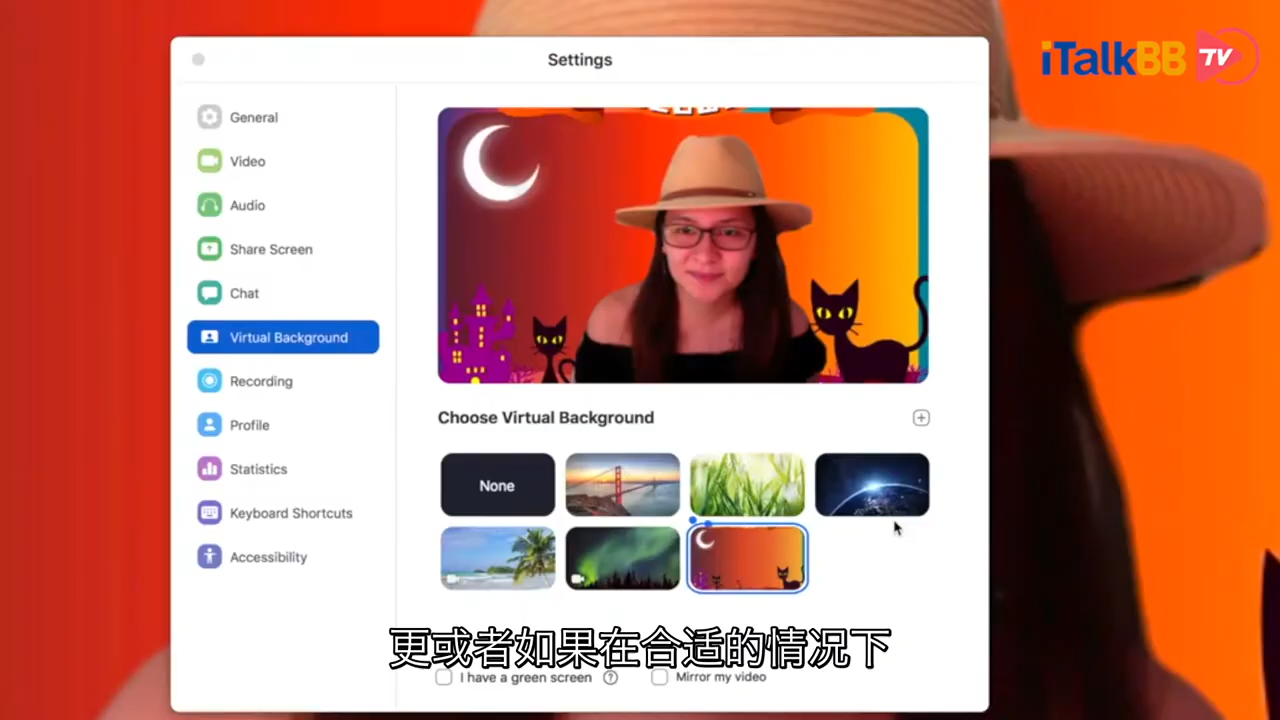 iTalkBB TV
Settings
General
Video
Audio
Share Screen
Chat
Virtual Background
Recording
Profile
Statistics
Keyboard Shortcuts
Accessibility
Choose Virtual Background
None
更或者如果在合适的情况下
I have a green screen ?
Mirror my video